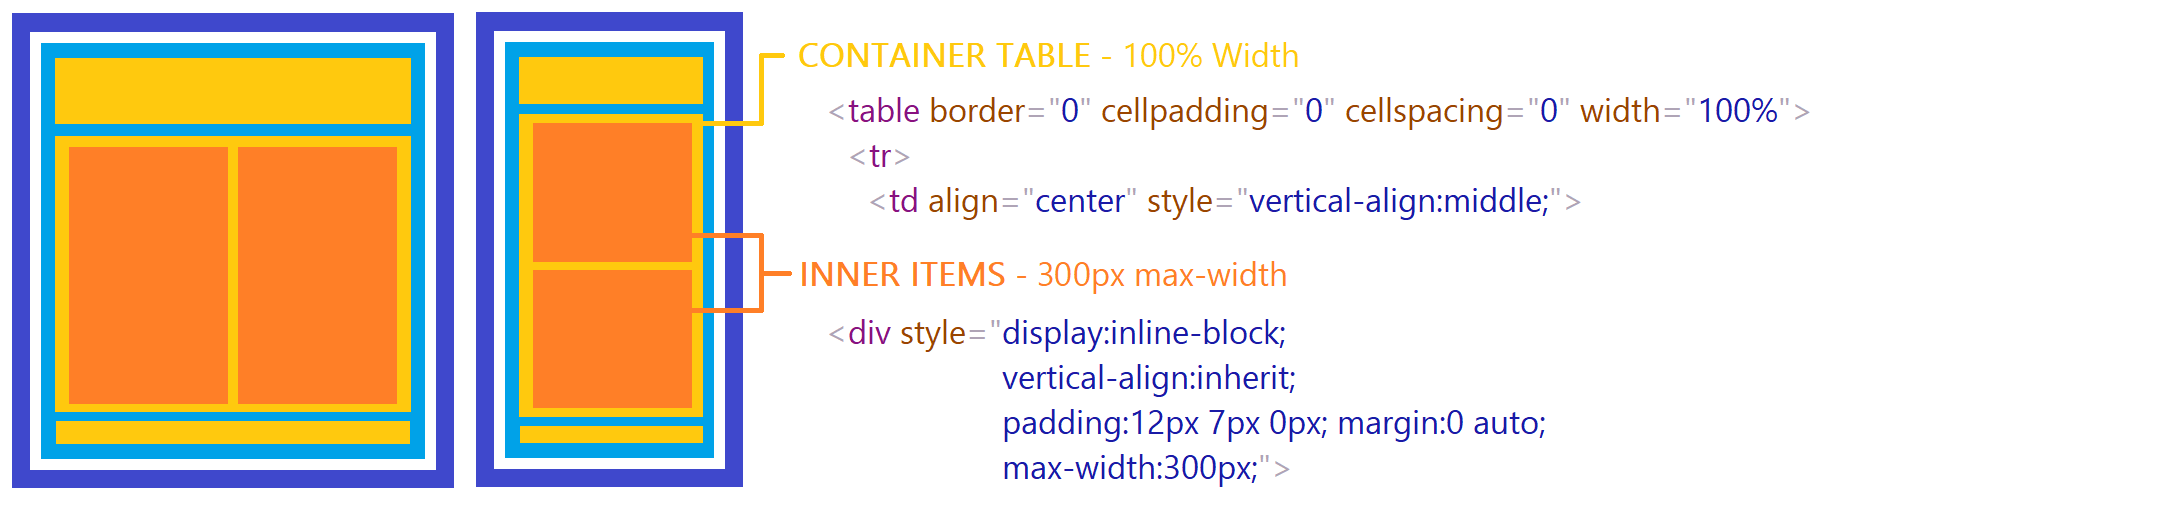 CONTAINER TABLE - 100% Width
<table border="0" cellpadding="0" cellspacing="0" width="100%">
<tr>
<td align="center" style="vertical-align:middle;">
INNER ITEMS - 300px max-width
<div style="display:inline-block;
vertical-align:inherit;
padding:12px 7px 0px; margin:0 auto;
max-width:300px;">